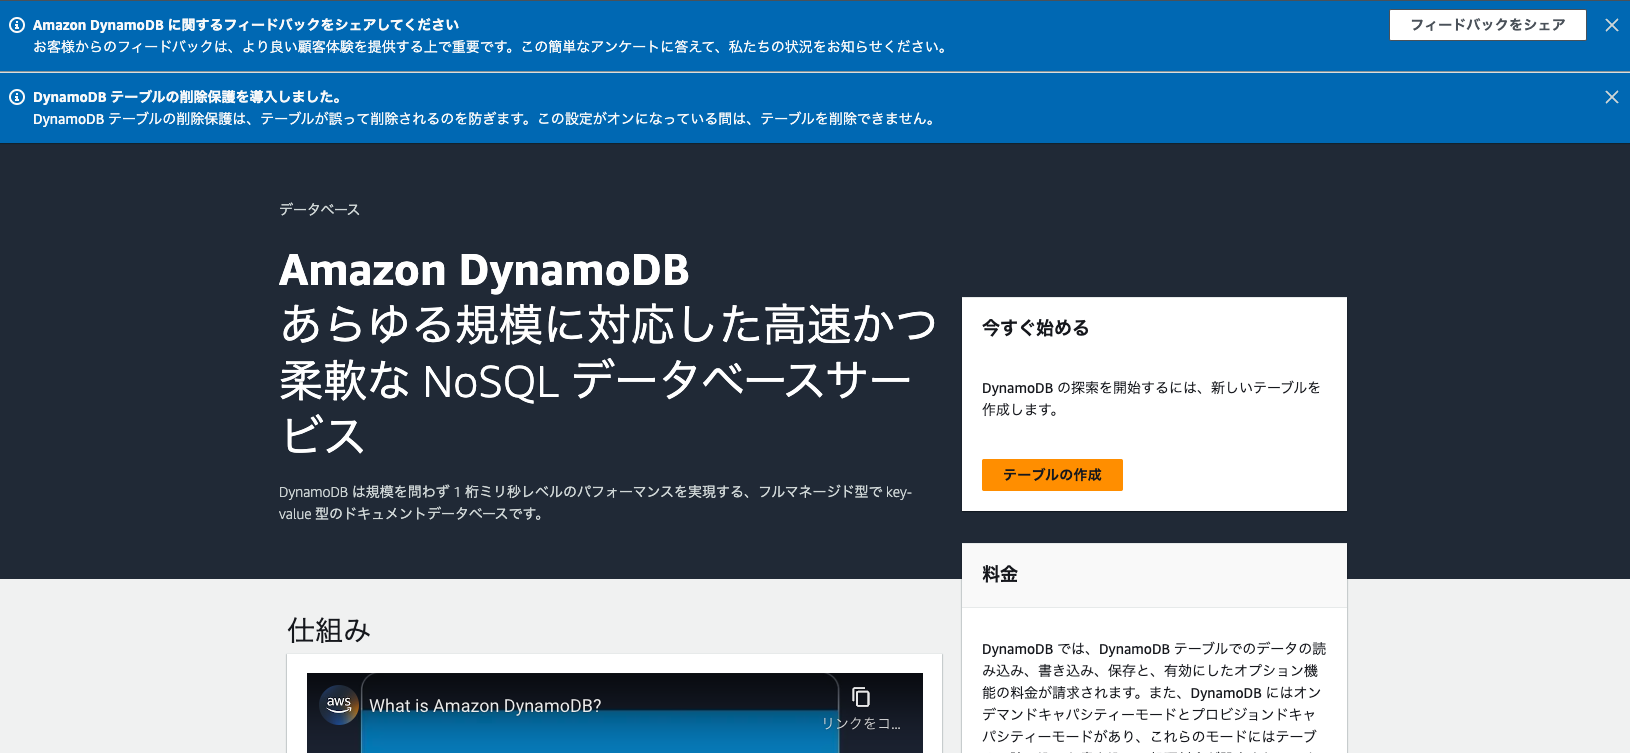 Amazon DynamoDB に関するフィードバックをシェアしてください
お客様からのフィードバックは、より良い顧客体験を提供する上で重要です。この簡単なアンケートに答えて、私たちの状況をお知らせください。
フィードバックをシェア
DynamoDB テーブルの削除保護を導入しました。
DynamoDB テーブルの削除保護は、テーブルが誤って削除されるのを防ぎます。この設定がオンになっている間は、テーブルを削除できません。
データベース
Amazon DynamoDB
あらゆる規模に対応した高速かつ
柔軟な NoSQL データベースサー
ビス
DynamoDB は規模を問わず 1 桁ミリ秒レベルのパフォーマンスを実現する、フルマネージド型で key-
value 型のドキュメントデータベースです。
今すぐ始める
DynamoDB の探索を開始するには、新しいテーブルを
作成します。
テーブルの作成
料金
DynamoDB では、DynamoDB テーブルでのデータの読
み込み、書き込み、保存と、有効にしたオプション機
能の料金が請求されます。また、DynamoDB にはオン
デマンドキャパシティーモードとプロビジョンドキャ
パシティーモードがあり、これらのモードにはテーブ
仕組み
aws
What is Amazon DynamoDB?
リンクをコ...